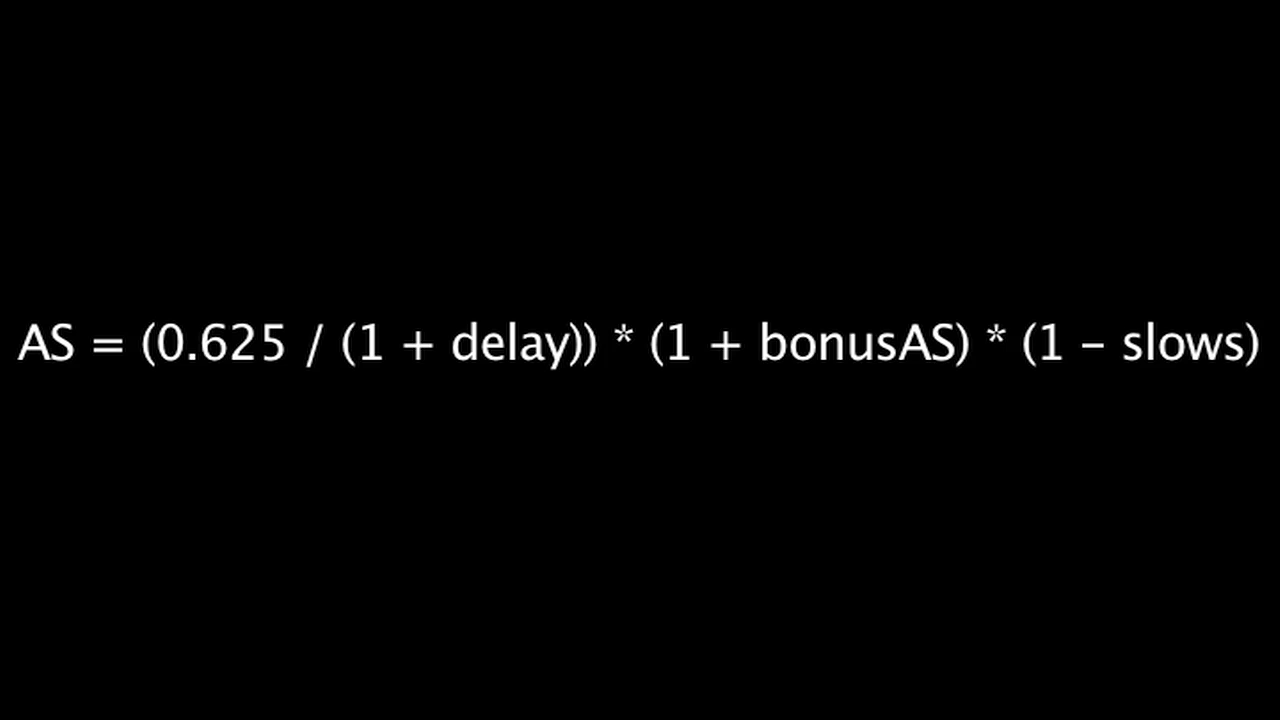 AS = (0.625 / (1 + delay)) * (1 + bonusAS) * (1 – slows)